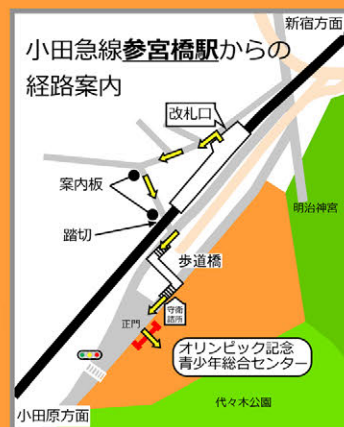 新宿方面
小田急線参宮橋駅からの
経路案内
改札口
案内板
明治神宮
踏切
歩道橋
守衛
詰所
正門
オリンピック記念
青少年総合センター
代々木公園
小田原方面